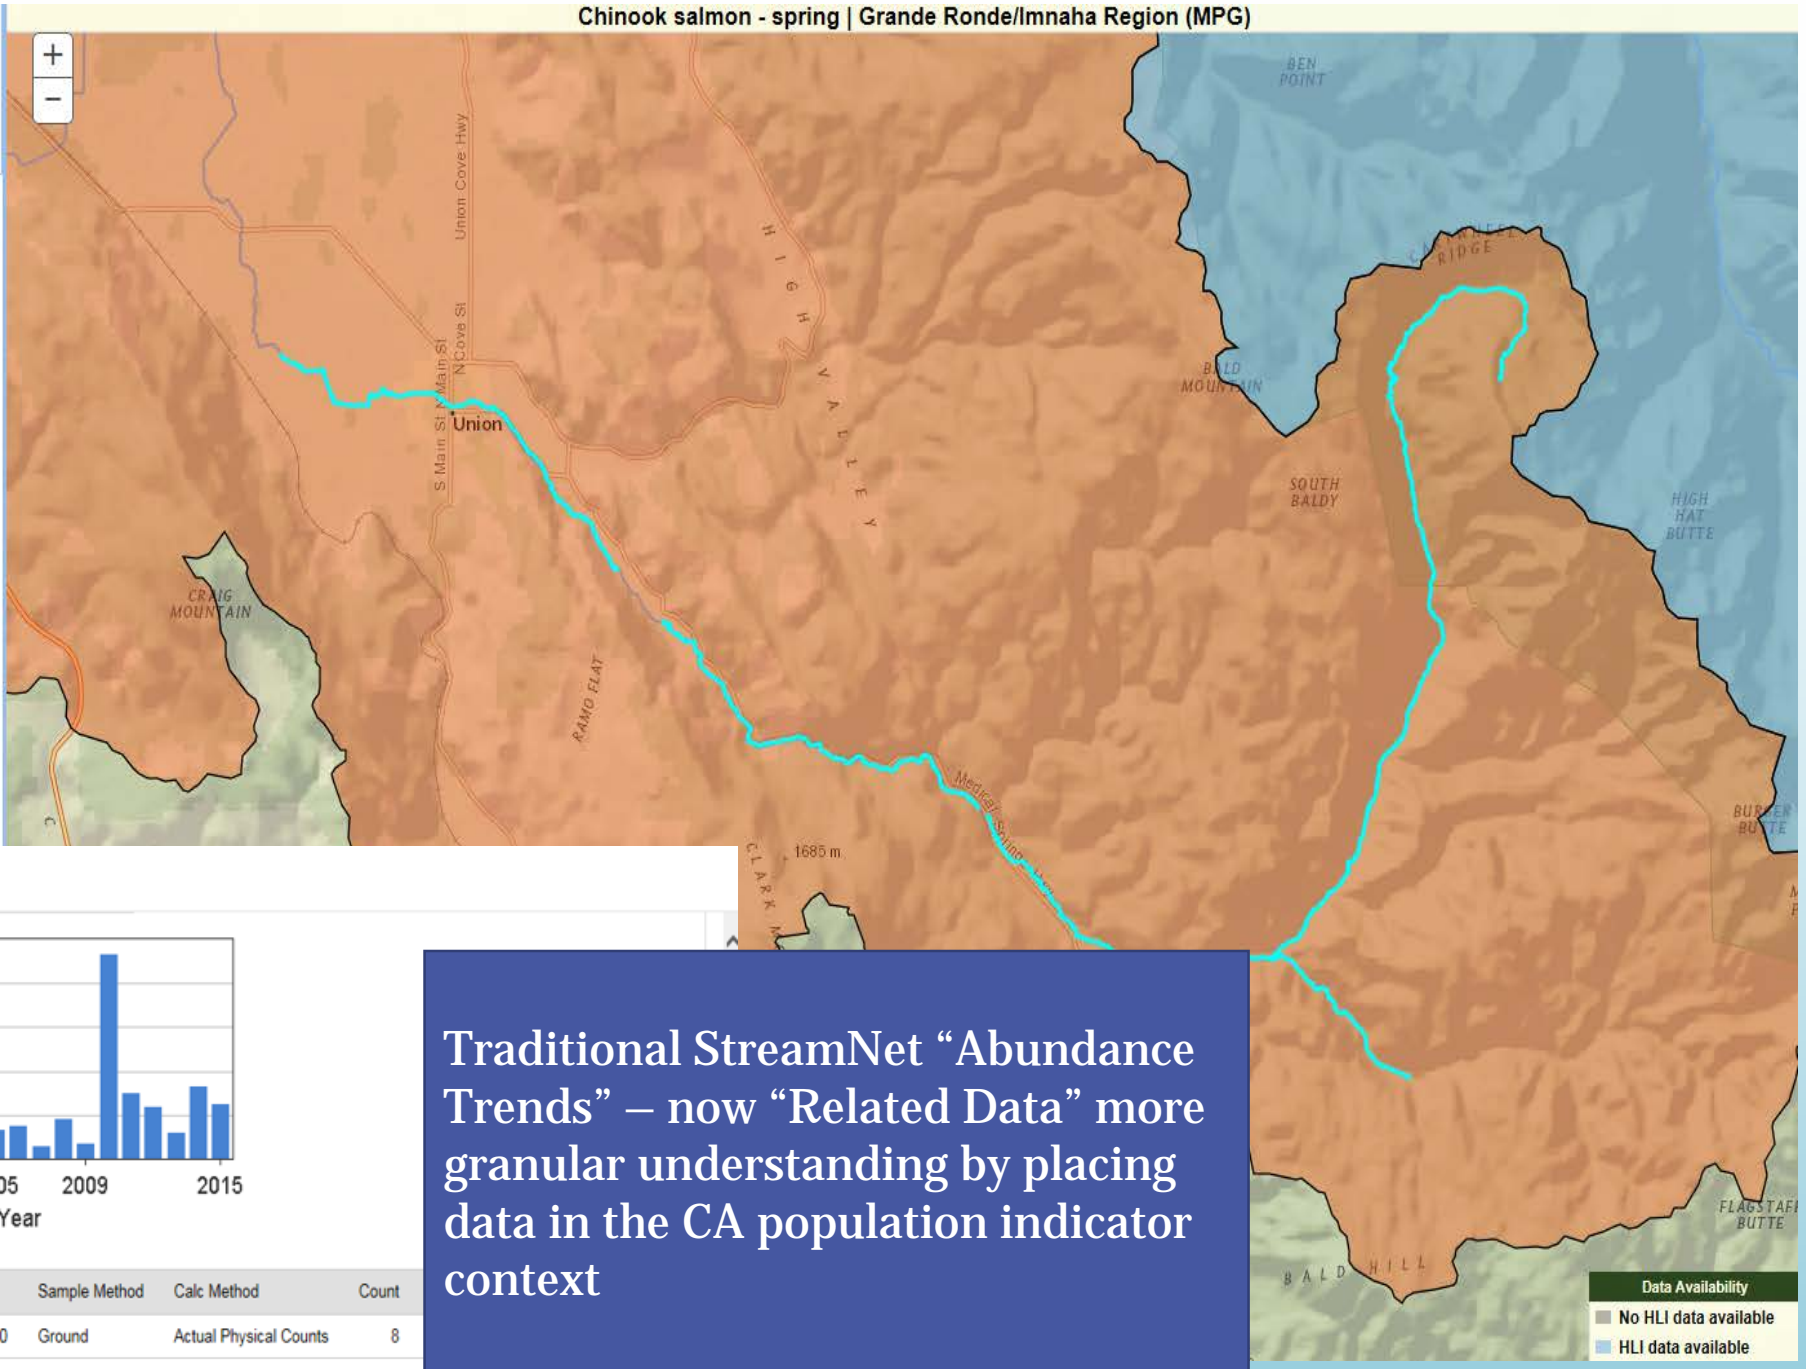 Chinook salmon - spring | Grande Ronde/Imnaha Region (MPG)
+
−
BEN
POINT
Union Cove Hwy
HIGH VALLEY
RIDGE
N Cove St
N Main St
S Main St
Union
BALD
MOUNTAIN
SOUTH
BALDY
HIGH
HAT
BUTTE
CRAIG
MOUNTAIN
RAMO FLAT
Medical Spring
BURGER
BUTTE
C
CLARK
1685 m
05 2009 2015
Year
Sample Method Calc Method Count
0 Ground Actual Physical Counts 8
Traditional StreamNet “Abundance
Trends” – now “Related Data” more
granular understanding by placing
data in the CA population indicator
context
FLAGSTAFF
BUTTE
BALD HILL
Data Availability
No HLI data available
HLI data available